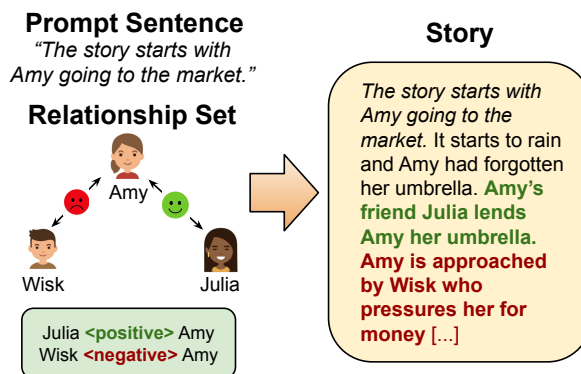 Prompt Sentence
“The story starts with
Amy going to the market.”
Relationship Set
Amy
Wisk
Julia
Julia <positive> Amy
Wisk <negative> Amy
Story
The story starts with
Amy going to the
market. It starts to rain
and Amy had forgotten
her umbrella. Amy’s
friend Julia lends
Amy her umbrella.
Amy is approached
by Wisk who
pressures her for
money [...]